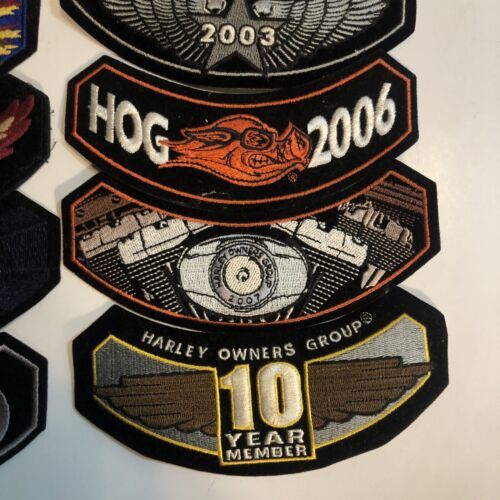 2003
HOG 2006
®
HARLEY OWNERS GROUP
2007
HARLEY OWNERS GROUP®
10
YEAR
MEMBER